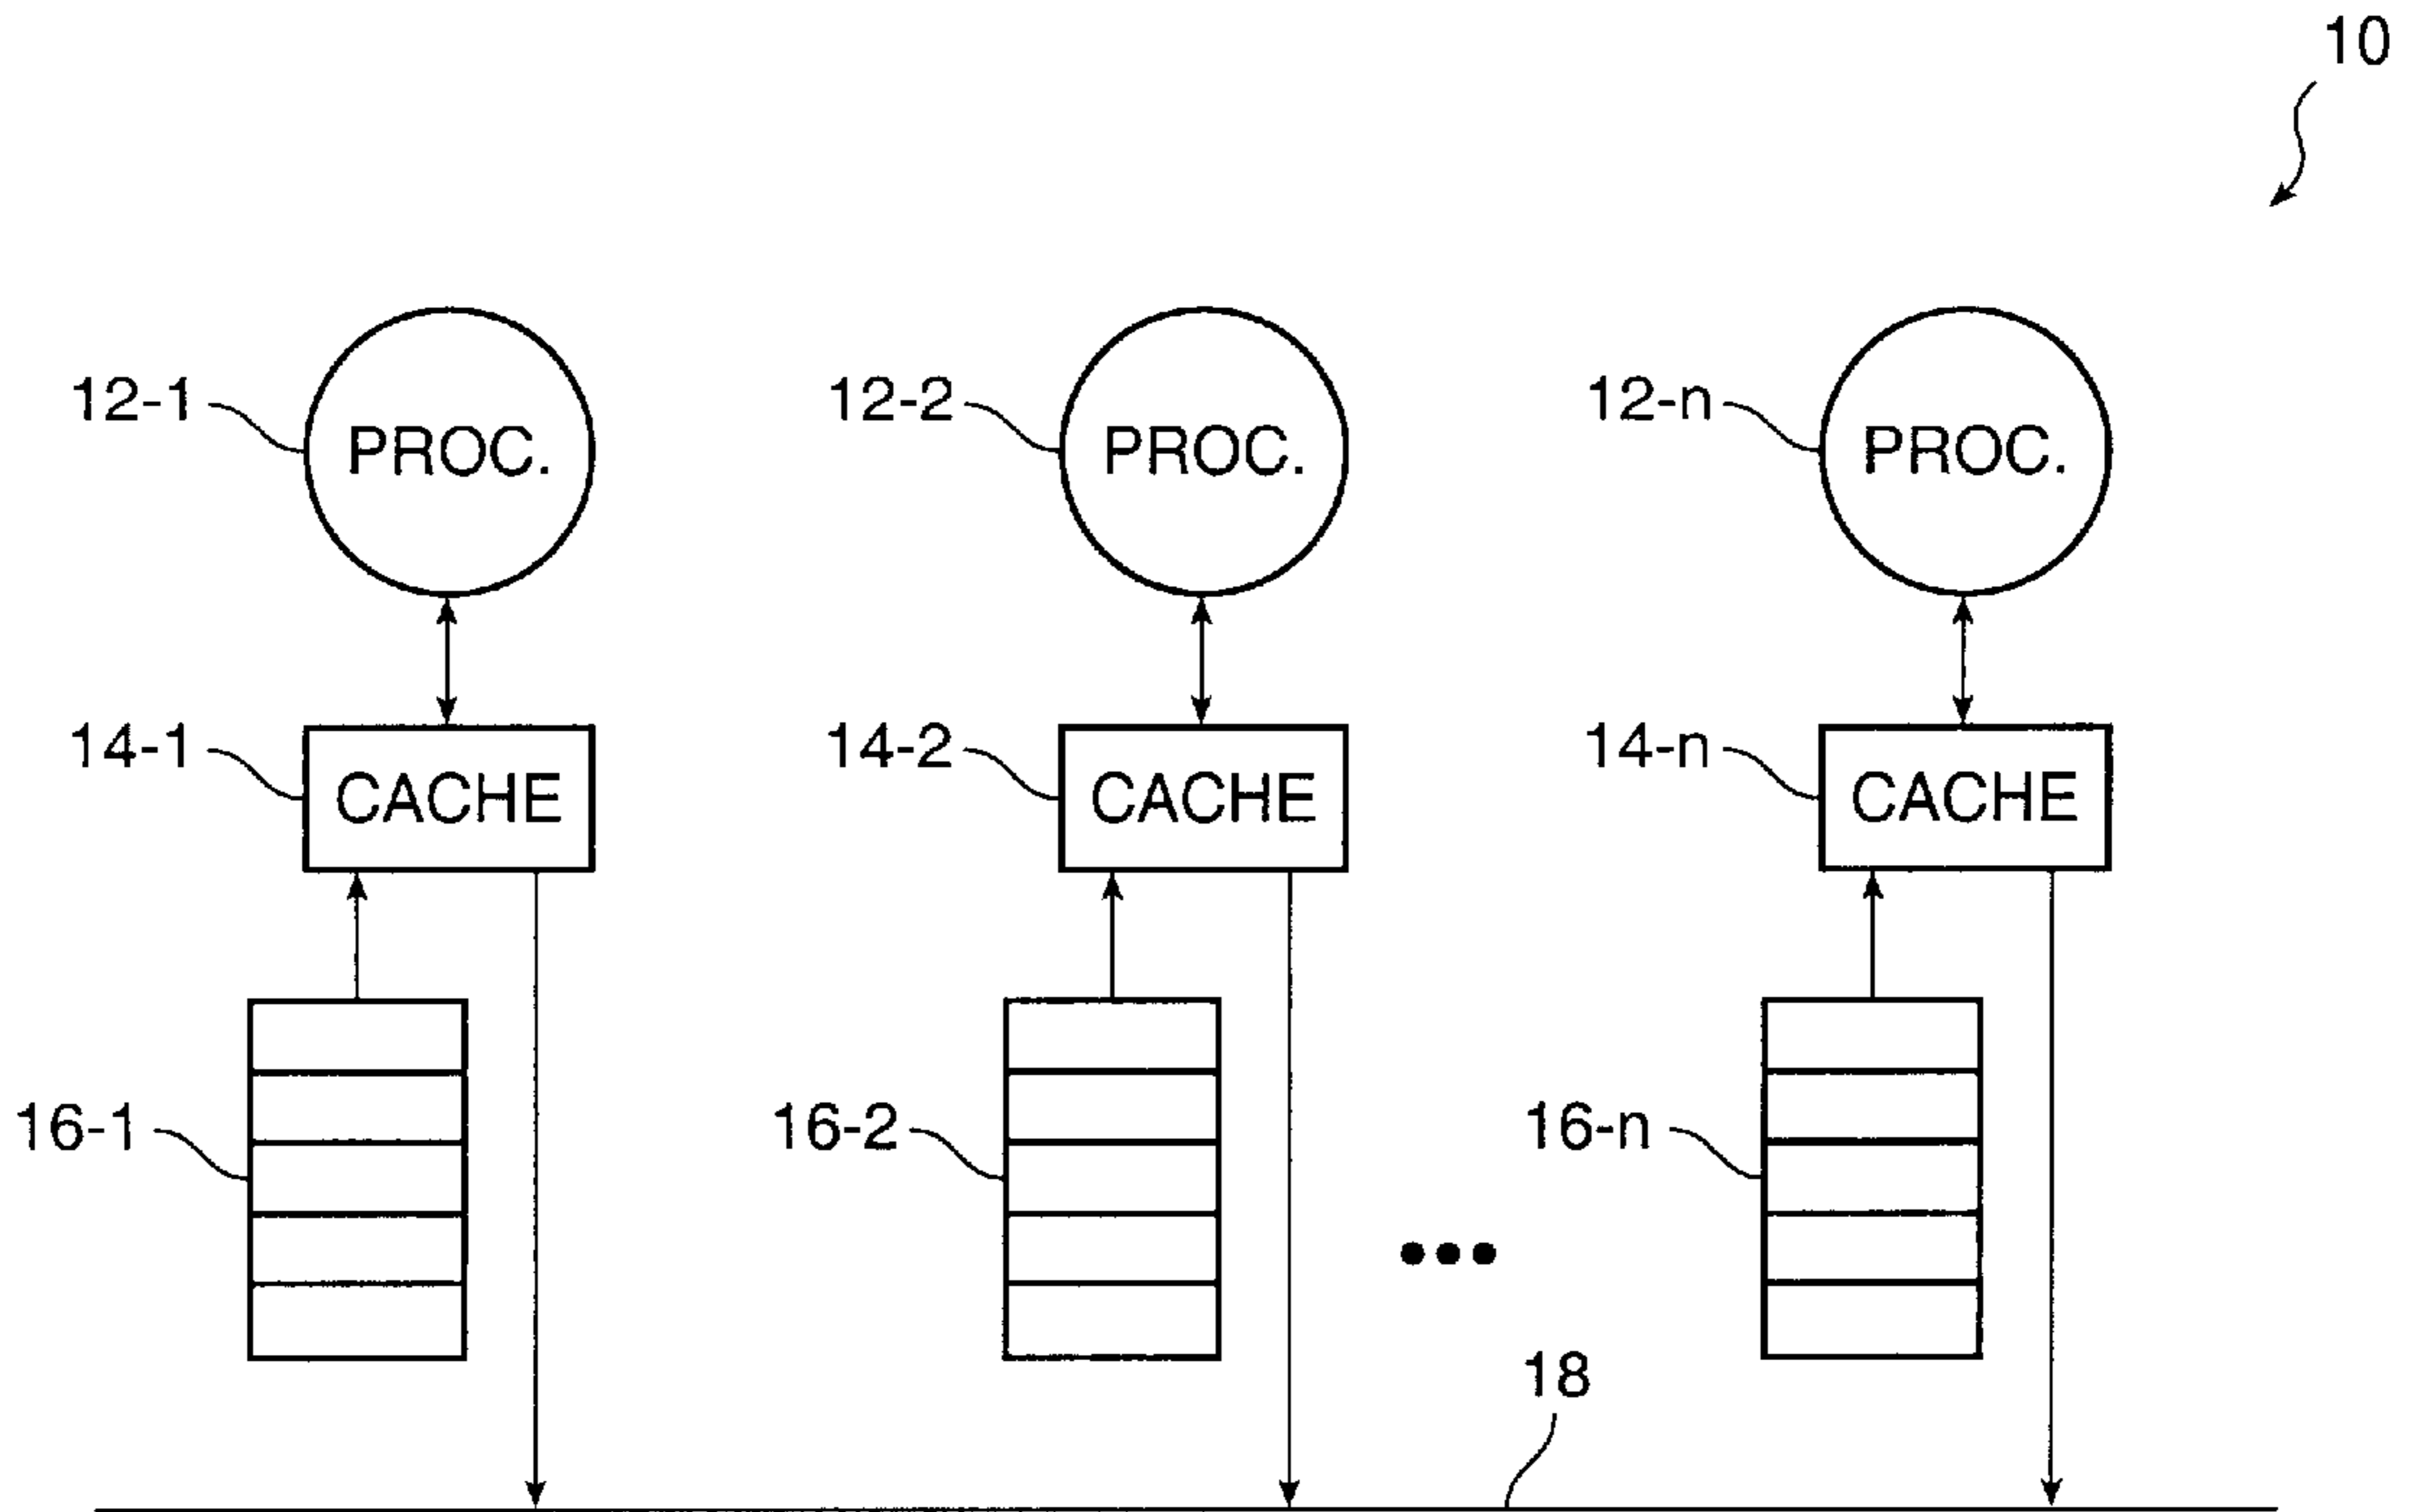 10
12-1 PROC. 12-2 PROC. 12-n PROC.
14-1 CACHE 14-2 CACHE 14-n CACHE
16-1 16-2 16-n
18